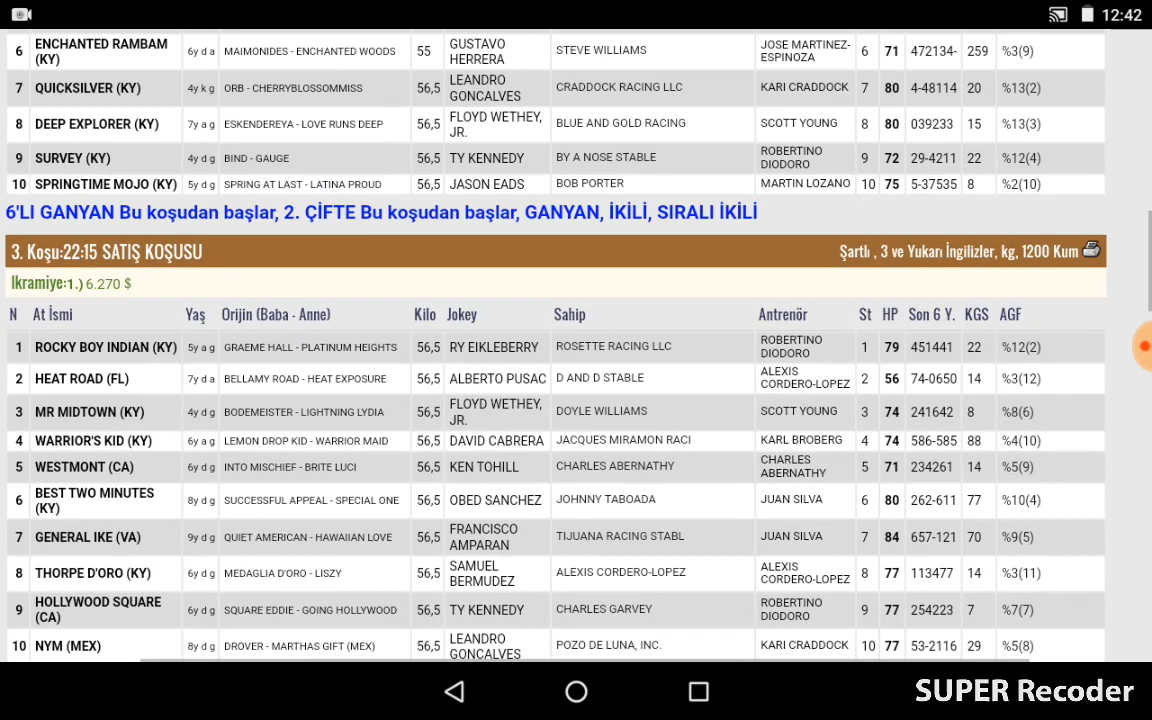 12:42
6 ENCHANTED RAMBAM (KY) 6y d a MAIMONIDES - ENCHANTED WOODS 55 GUSTAVO HERRERA STEVE WILLIAMS JOSE MARTINEZ-ESPINOZA 6 71 472134- 259 %3(9)
7 QUICKSILVER (KY) 4y k g ORB - CHERRYBLOSSOMMISS 56,5 LEANDRO GONCALVES CRADDOCK RACING LLC KARI CRADDOCK 7 80 4-48114 20 %13(2)
8 DEEP EXPLORER (KY) 7y a g ESKENDEREYA - LOVE RUNS DEEP 56,5 FLOYD WETHEY, JR. BLUE AND GOLD RACING SCOTT YOUNG 8 80 039233 15 %13(3)
9 SURVEY (KY) 4y d g BIND - GAUGE 56,5 TY KENNEDY BY A NOSE STABLE ROBERTINO DIODORO 9 72 29-4211 22 %12(4)
10 SPRINGTIME MOJO (KY) 5y d g SPRING AT LAST - LATINA PROUD 56,5 JASON EADS BOB PORTER MARTIN LOZANO 10 75 5-37535 8 %2(10)
6'LI GANYAN Bu koşudan başlar, 2. ÇİFTE Bu koşudan başlar, GANYAN, İKİLİ, SIRALI İKİLİ
3. Koşu:22:15 SATIŞ KOŞUSU Şartlı , 3 ve Yukarı İngilizler, kg, 1200 Kum
Ikramiye:1.) 6.270 $
N At İsmi Yaş Orijin (Baba - Anne) Kilo Jokey Sahip Antrenör St HP Son 6 Y. KGS AGF
1 ROCKY BOY INDIAN (KY) 5y a g GRAEME HALL - PLATINUM HEIGHTS 56,5 RY EIKLEBERRY ROSETTE RACING LLC ROBERTINO DIODORO 1 79 451441 22 %12(2)
2 HEAT ROAD (FL) 7y d a BELLAMY ROAD - HEAT EXPOSURE 56,5 ALBERTO PUSAC D AND D STABLE ALEXIS CORDERO-LOPEZ 2 56 74-0650 14 %3(12)
3 MR MIDTOWN (KY) 4y d g BODEMEISTER - LIGHTNING LYDIA 56,5 FLOYD WETHEY, JR. DOYLE WILLIAMS SCOTT YOUNG 3 74 241642 8 %8(6)
4 WARRIOR'S KID (KY) 6y a g LEMON DROP KID - WARRIOR MAID 56,5 DAVID CABRERA JACQUES MIRAMON RACI KARL BROBERG 4 74 586-585 88 %4(10)
5 WESTMONT (CA) 6y d g INTO MISCHIEF - BRITE LUCI 56,5 KEN TOHILL CHARLES ABERNATHY CHARLES ABERNATHY 5 71 234261 14 %5(9)
6 BEST TWO MINUTES (KY) 8y d g SUCCESSFUL APPEAL - SPECIAL ONE 56,5 OBED SANCHEZ JOHNNY TABOADA JUAN SILVA 6 80 262-611 77 %10(4)
7 GENERAL IKE (VA) 9y d g QUIET AMERICAN - HAWAIIAN LOVE 56,5 FRANCISCO AMPARAN TIJUANA RACING STABL JUAN SILVA 7 84 657-121 70 %9(5)
8 THORPE D'ORO (KY) 6y d g MEDAGLIA D'ORO - LISZY 56,5 SAMUEL BERMUDEZ ALEXIS CORDERO-LOPEZ ALEXIS CORDERO-LOPEZ 8 77 113477 14 %3(11)
9 HOLLYWOOD SQUARE (CA) 6y d g SQUARE EDDIE - GOING HOLLYWOOD 56,5 TY KENNEDY CHARLES GARVEY ROBERTINO DIODORO 9 77 254223 7 %7(7)
10 NYM (MEX) 8y d g DROVER - MARTHAS GIFT (MEX) 56,5 LEANDRO GONCALVES POZO DE LUNA, INC. KARI CRADDOCK 10 77 53-2116 29 %5(8)
SUPER Recoder